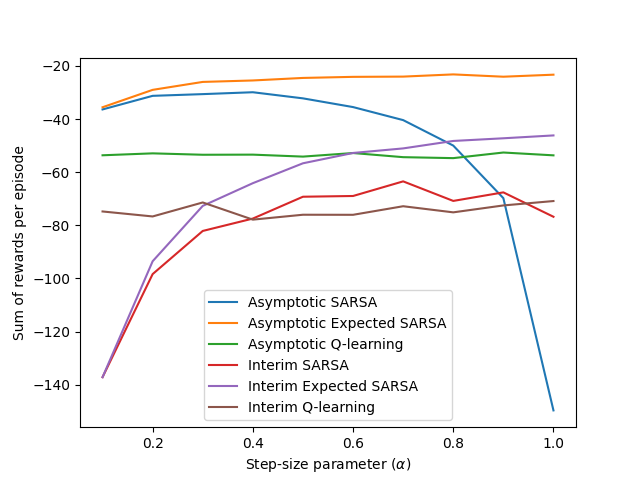 −20
−40
−60
−80
−100
−120
−140
Sum of rewards per episode
Asymptotic SARSA
Asymptotic Expected SARSA
Asymptotic Q-learning
Interim SARSA
Interim Expected SARSA
Interim Q-learning
0.2 0.4 0.6 0.8 1.0
Step-size parameter (α)